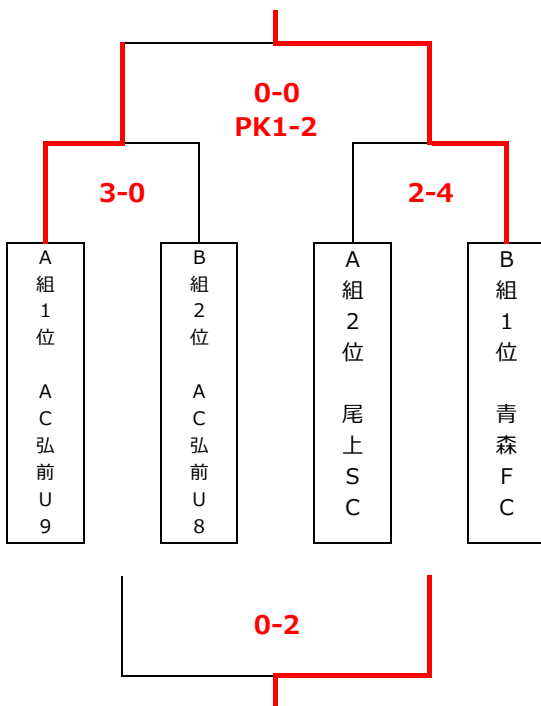 0-0
PK1-2
3-0
2-4
A組1位 AC弘前U9
B組2位 AC弘前U8
A組2位 尾上SC
B組1位 青森FC
0-2